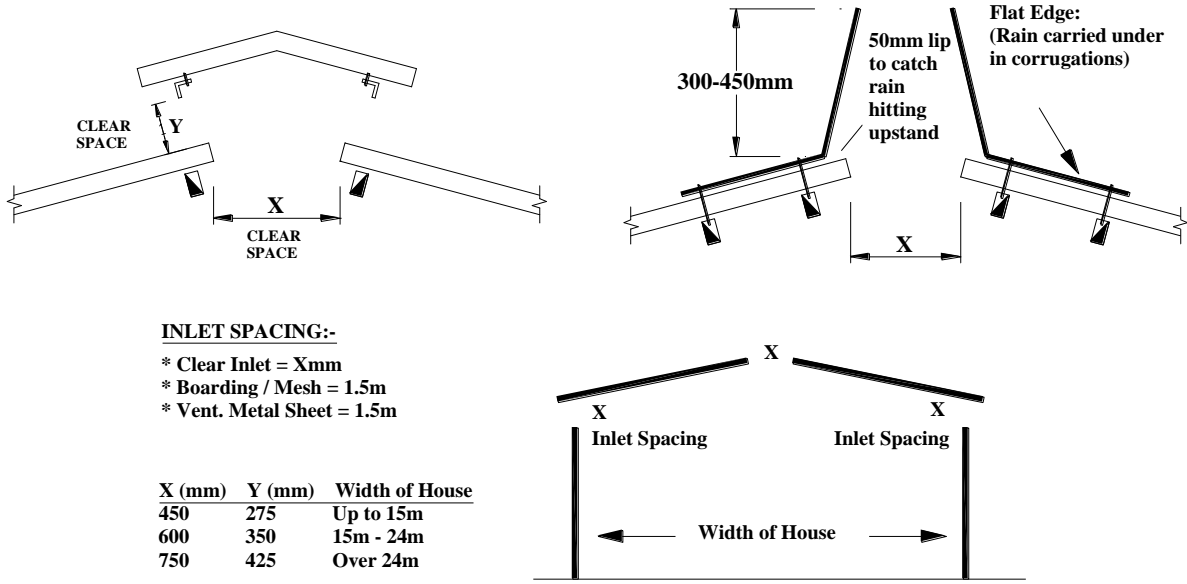 CLEAR
SPACE
Y
X
CLEAR
SPACE
300-450mm
50mm lip
to catch
rain
hitting
upstand
Flat Edge:
(Rain carried under
in corrugations)
X
INLET SPACING:-
* Clear Inlet = Xmm
* Boarding / Mesh = 1.5m
* Vent. Metal Sheet = 1.5m
X (mm) Y (mm) Width of House
450 275 Up to 15m
600 350 15m - 24m
750 425 Over 24m
X
X
Inlet Spacing
X
Inlet Spacing
Width of House